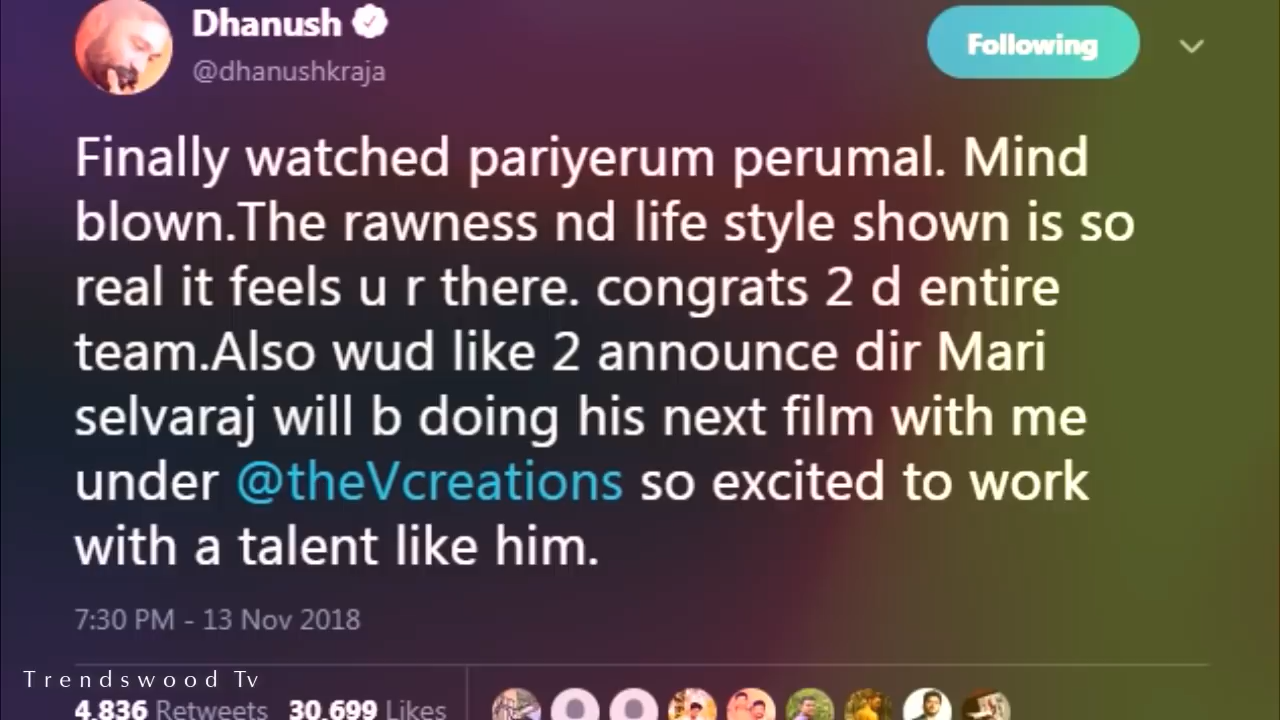 Dhanush
@dhanushkraja
Following
Finally watched pariyerum perumal. Mind
blown.The rawness nd life style shown is so
real it feels u r there. congrats 2 d entire
team.Also wud like 2 announce dir Mari
selvaraj will b doing his next film with me
under @theVcreations so excited to work
with a talent like him.
7:30 PM - 13 Nov 2018
Trendswood Tv
4,836 Retweets 30,699 Likes